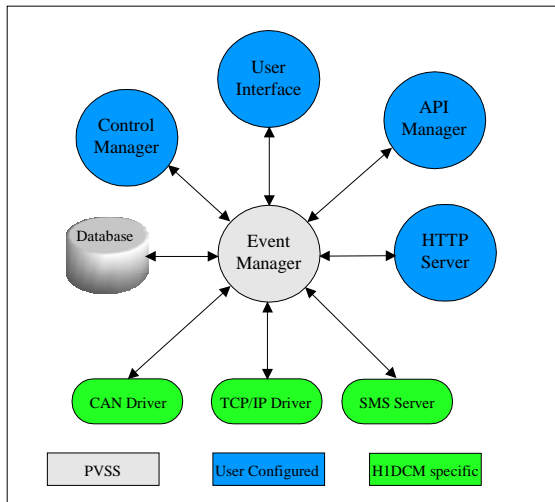 User
Interface
Control
Manager
API
Manager
Database
Event
Manager
HTTP
Server
CAN Driver
TCP/IP Driver
SMS Server
PVSS
User Configured
H1DCM specific